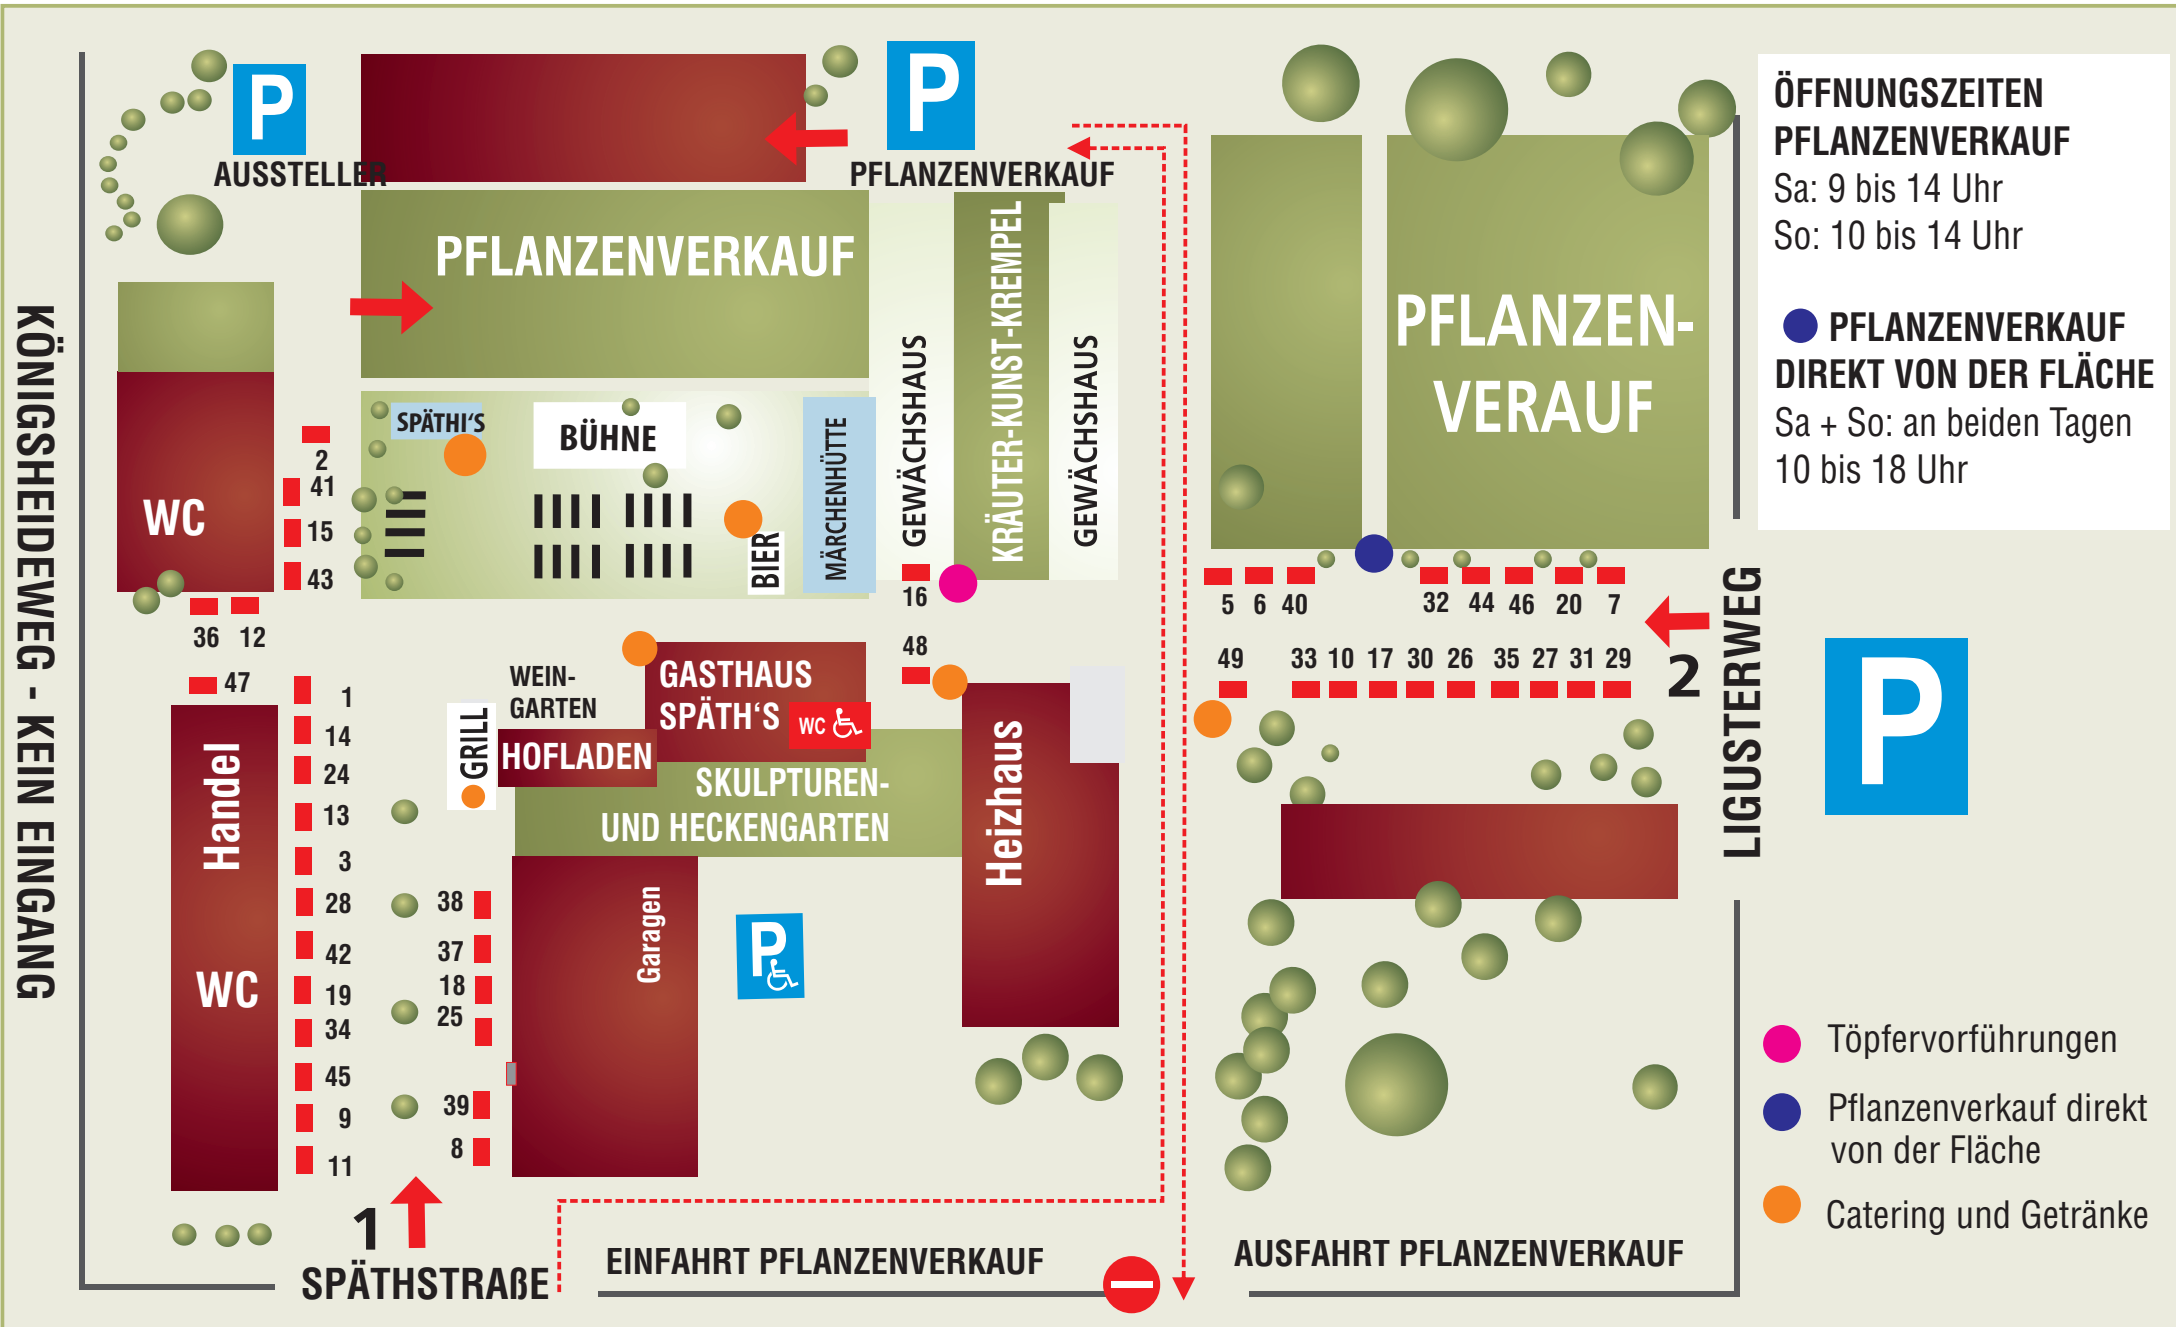 P
AUSSTELLER
P
PFLANZENVERKAUF
PFLANZENVERKAUF
KÖNIGSHEIDEWEG - KEIN EINGANG
WC
SPÄTHI'S
BÜHNE
BIER
MÄRCHENHÜTTE
GEWÄCHSHAUS
KRÄUTER-KUNST-KREMPEL
GEWÄCHSHAUS
PFLANZEN-
VERAUF
ÖFFNUNGSZEITEN
PFLANZENVERKAUF
Sa: 9 bis 14 Uhr
So: 10 bis 14 Uhr
PFLANZENVERKAUF
DIREKT VON DER FLÄCHE
Sa + So: an beiden Tagen
10 bis 18 Uhr
2
41
15
43
36 12
47
16
48
5 6 40
32 44 46 20 7
49
33 10 17 30 26 35 27 31 29
2
LIGUSTERWEG
P
WEIN-
GARTEN
GRILL
HOFLADEN
GASTHAUS
SPÄTH'S
WC
SKULPTUREN-
UND HECKENGARTEN
Heizhaus
Handel
WC
1
14
24
13
3
28
42
19
34
45
9
11
38
37
18
25
39
8
Garagen
P
1
SPÄTHSTRAßE
EINFAHRT PFLANZENVERKAUF
AUSFAHRT PFLANZENVERKAUF
Töpfervorführungen
Pflanzenverkauf direkt
von der Fläche
Catering und Getränke